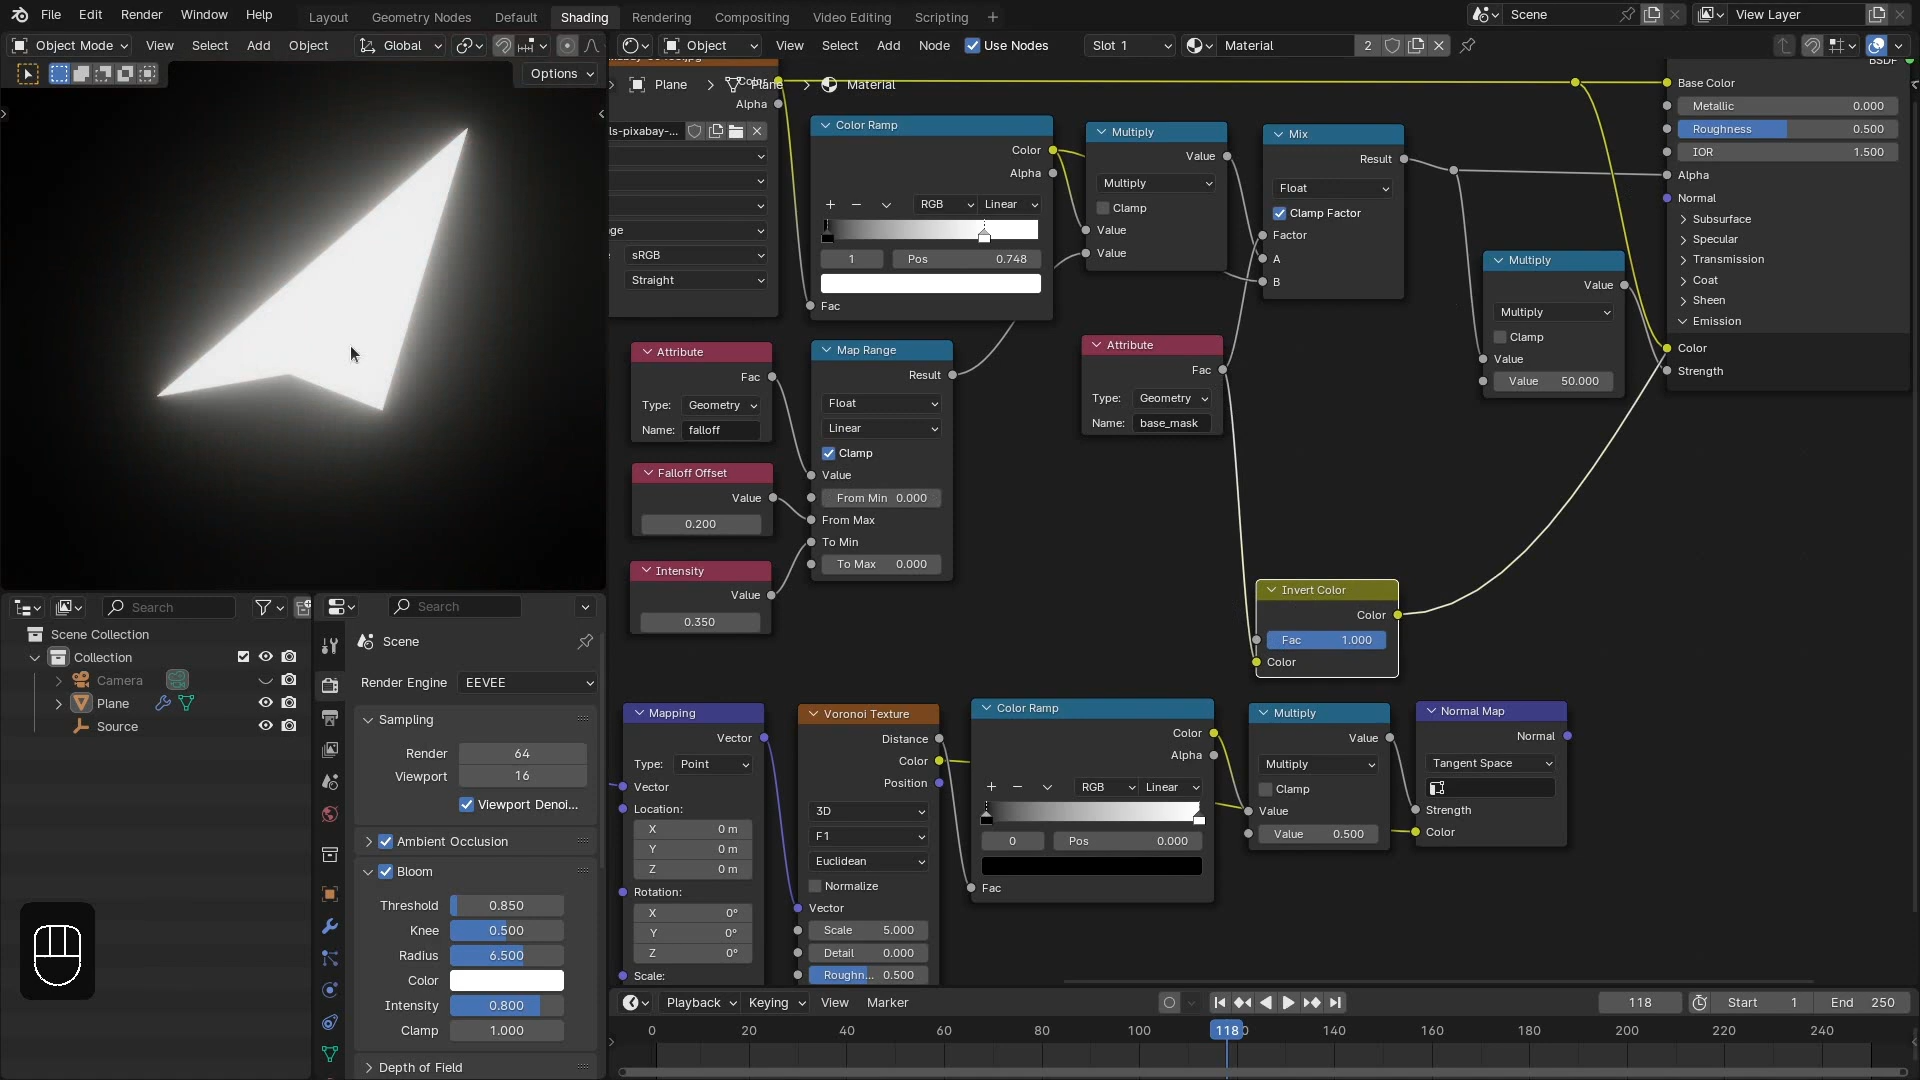 File Edit Render Window Help
Layout Geometry Nodes Default Shading Rendering Compositing Video Editing Scripting +
Scene
View Layer
Object Mode View Select Add Object Global
Options
Object View Select Add Node Use Nodes Slot 1 Material 2
Plane > Plane > Material
Color
Alpha
ls-pixabay-...
sRGB
Straight
Color Ramp
Color
Alpha
RGB Linear
1 Pos 0.748
Fac
Multiply
Value
Multiply
Clamp
Value
Value
Mix
Result
Float
Clamp Factor
Factor
A
B
BSDF
Base Color
Metallic 0.000
Roughness 0.500
IOR 1.500
Alpha
Normal
Subsurface
Specular
Transmission
Coat
Sheen
Emission
Color
Strength
Multiply
Value
Multiply
Clamp
Value
Value 50.000
Attribute
Fac
Type: Geometry
Name: falloff
Falloff Offset
Value
0.200
Intensity
Value
0.350
Map Range
Result
Float
Linear
Clamp
Value
From Min 0.000
From Max
To Min
To Max 0.000
Attribute
Fac
Type: Geometry
Name: base_mask
Invert Color
Color
Fac 1.000
Color
Mapping
Vector
Type: Point
Vector
Location:
X 0 m
Y 0 m
Z 0 m
Rotation:
X 0°
Y 0°
Z 0°
Scale:
Voronoi Texture
Distance
Color
Position
3D
F1
Euclidean
Normalize
Vector
Scale 5.000
Detail 0.000
Roughn... 0.500
Color Ramp
Color
Alpha
RGB Linear
0 Pos 0.000
Fac
Multiply
Value
Multiply
Clamp
Value
Value 0.500
Normal Map
Normal
Tangent Space
Strength
Color
Search
Scene Collection
Collection
Camera
Plane
Source
Search
Scene
Render Engine EEVEE
Sampling
Render 64
Viewport 16
Viewport Denoi...
Ambient Occlusion
Bloom
Threshold 0.850
Knee 0.500
Radius 6.500
Color
Intensity 0.800
Clamp 1.000
Depth of Field
Playback Keying View Marker 118 Start 1 End 250
0 20 40 60 80 100 118 140 160 180 200 220 240